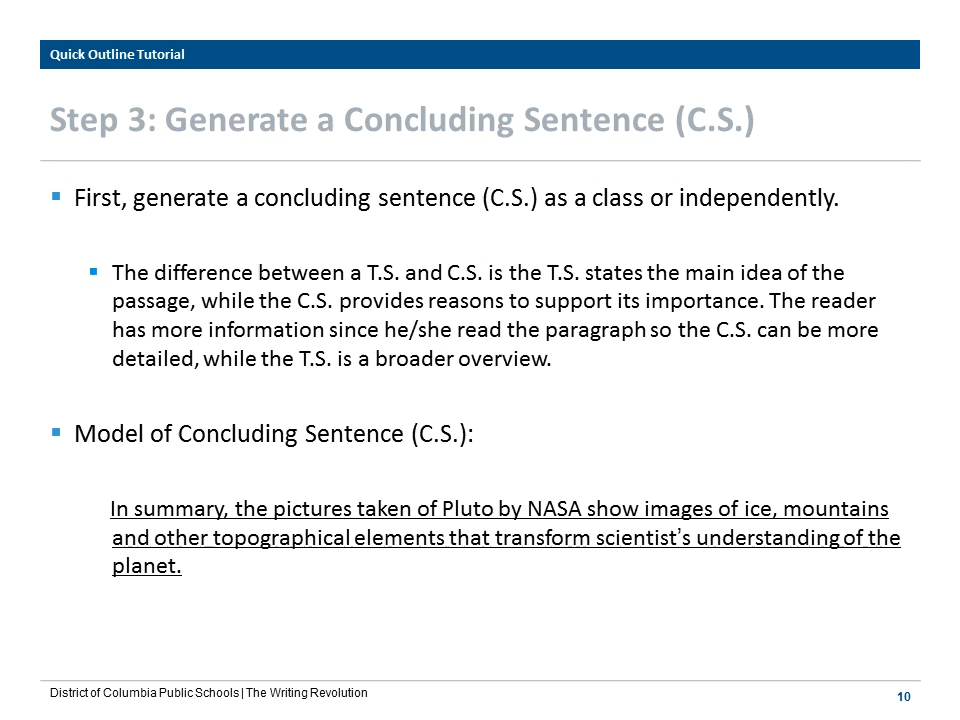 Quick Outline Tutorial
Step 3: Generate a Concluding Sentence (C.S.)
First, generate a concluding sentence (C.S.) as a class or independently.
The difference between a T.S. and C.S. is the T.S. states the main idea of the
passage, while the C.S. provides reasons to support its importance. The reader
has more information since he/she read the paragraph so the C.S. can be more
detailed, while the T.S. is a broader overview.
Model of Concluding Sentence (C.S.):
In summary, the pictures taken of Pluto by NASA show images of ice, mountains
and other topographical elements that transform scientist’s understanding of the
planet.
District of Columbia Public Schools | The Writing Revolution
10